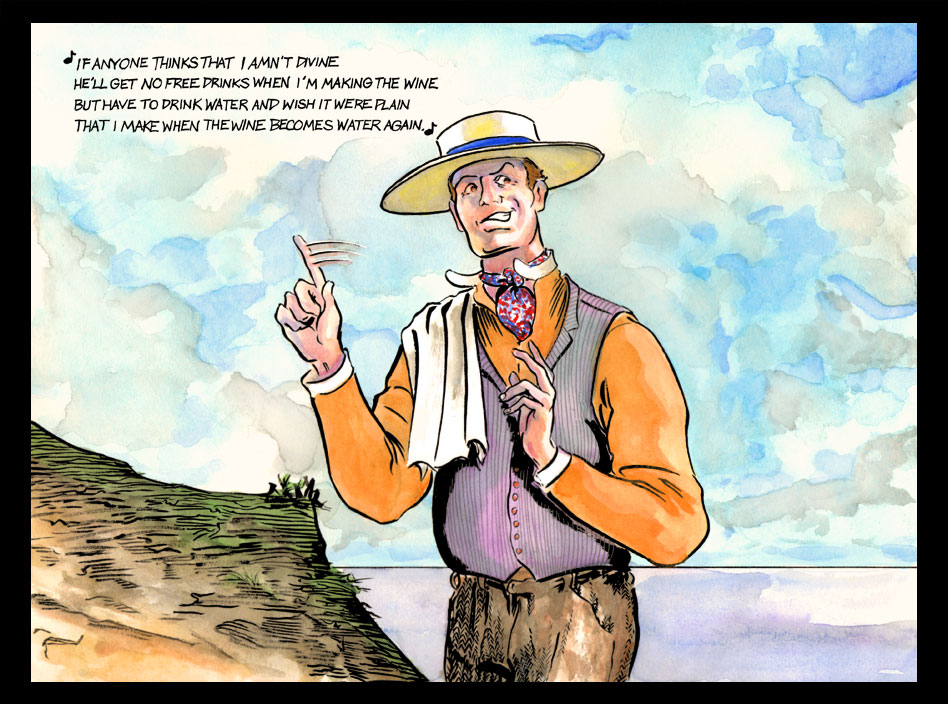 ♪IF ANYONE THINKS THAT I AMN'T DIVINE
HE'LL GET NO FREE DRINKS WHEN I'M MAKING THE WINE
BUT HAVE TO DRINK WATER AND WISH IT WERE PLAIN
THAT I MAKE WHEN THE WINE BECOMES WATER AGAIN.♪